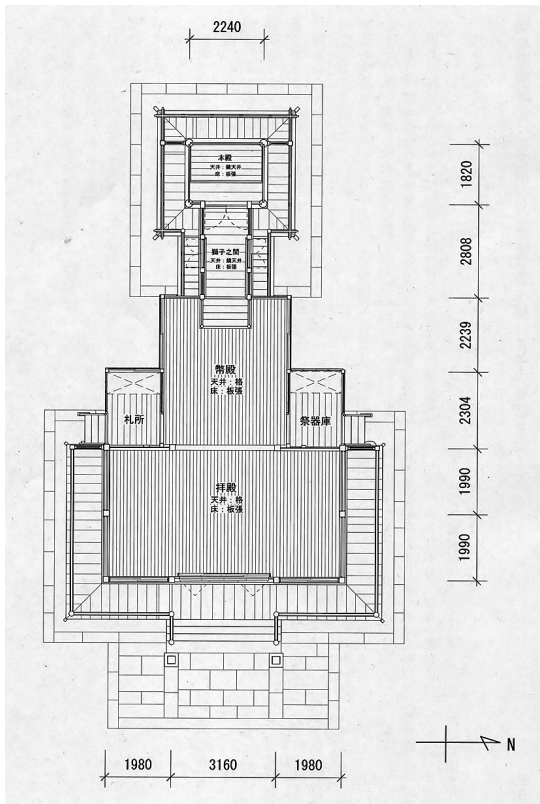 2240
本殿
天井：鏡天井
床：板張
1820
獅子之間
天井：鏡天井
床：板張
2808
2239
幣殿
天井：格
床：板張
札所
祭器庫
2304
拝殿
天井：格
床：板張
1990
1990
N
1980
3160
1980